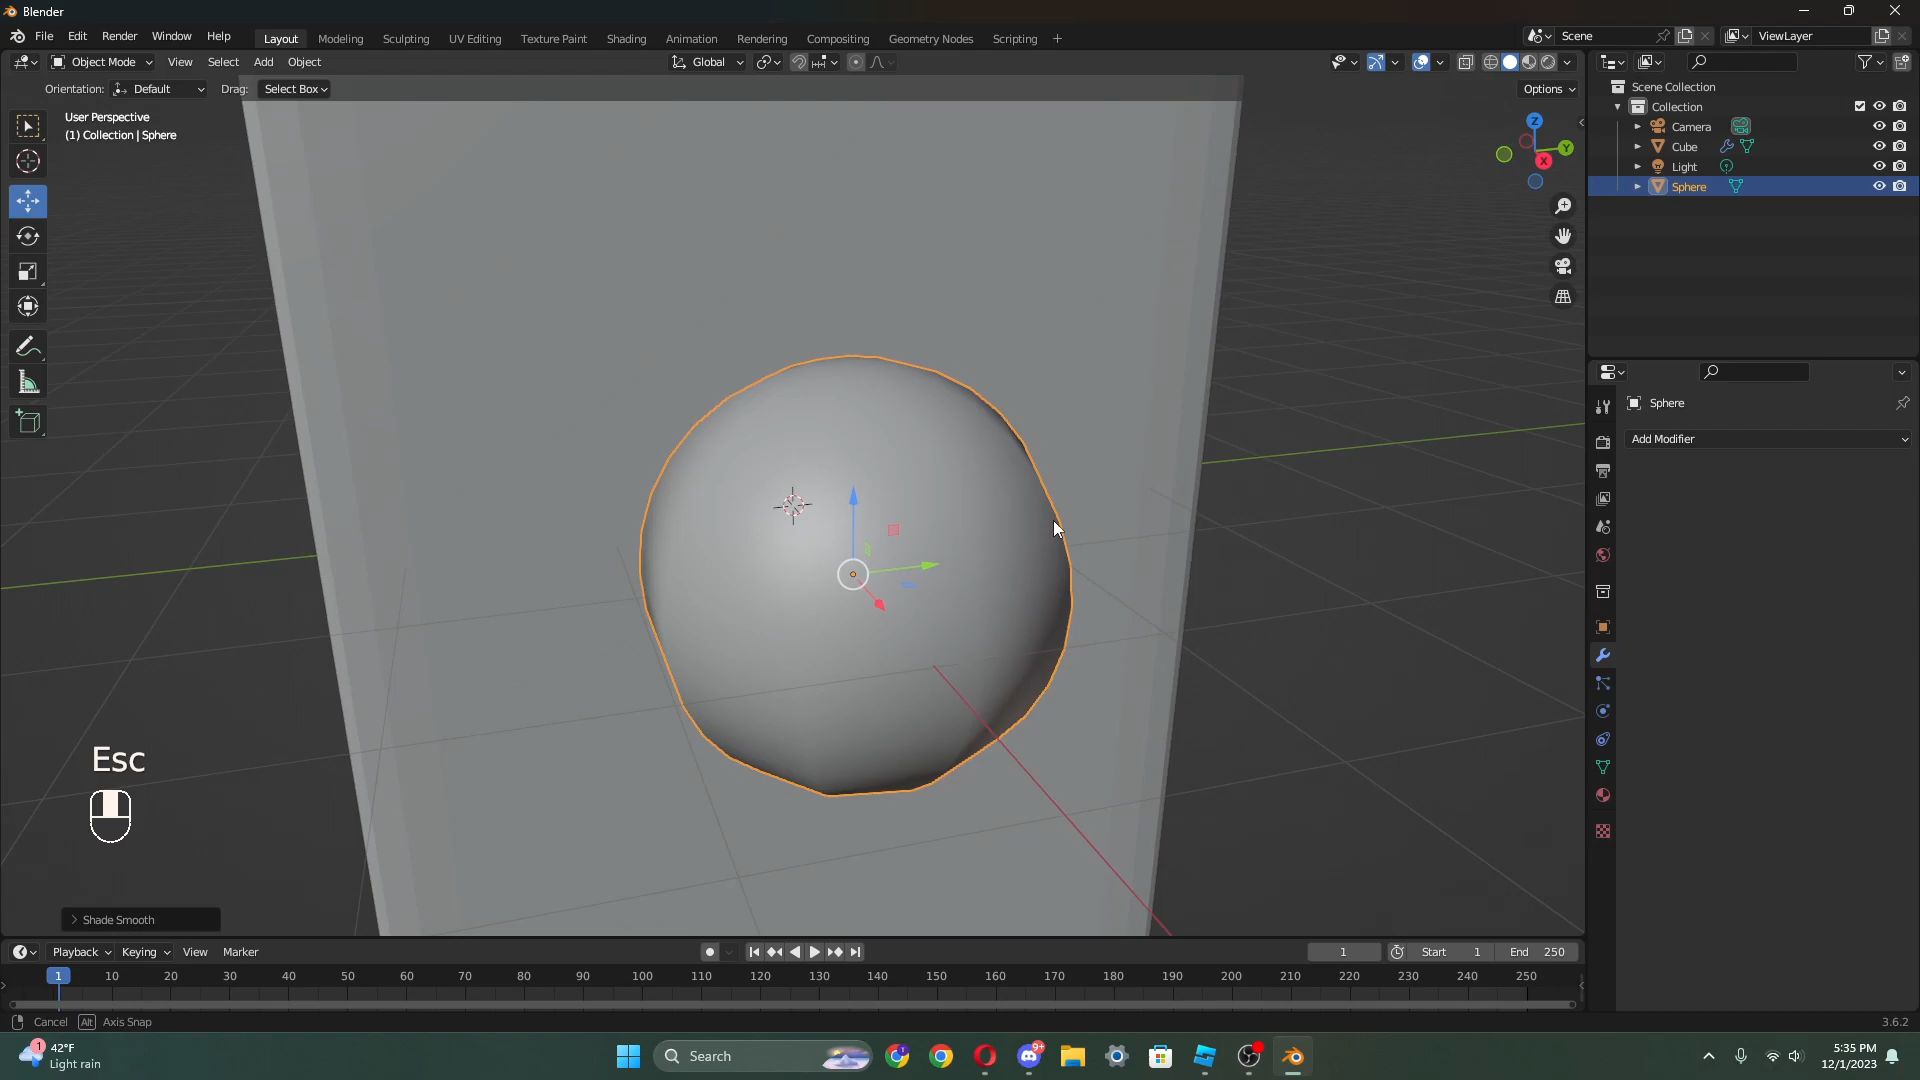 Blender
File Edit Render Window Help
Layout Modeling Sculpting UV Editing Texture Paint Shading Animation Rendering Compositing Geometry Nodes Scripting +
Scene
ViewLayer
Object Mode View Select Add Object
Global
Orientation: Default Drag: Select Box
Options
User Perspective
(1) Collection | Sphere
Z
Y
X
Scene Collection
Collection
Camera
Cube
Light
Sphere
Sphere
Add Modifier
Esc
Shade Smooth
Playback Keying View Marker
1
Start 1
End 250
1 10 20 30 40 50 60 70 80 90 100 110 120 130 140 150 160 170 180 190 200 210 220 230 240 250
Cancel Alt Axis Snap
3.6.2
1
42°F
Light rain
Search
9+
5:35 PM
12/1/2023